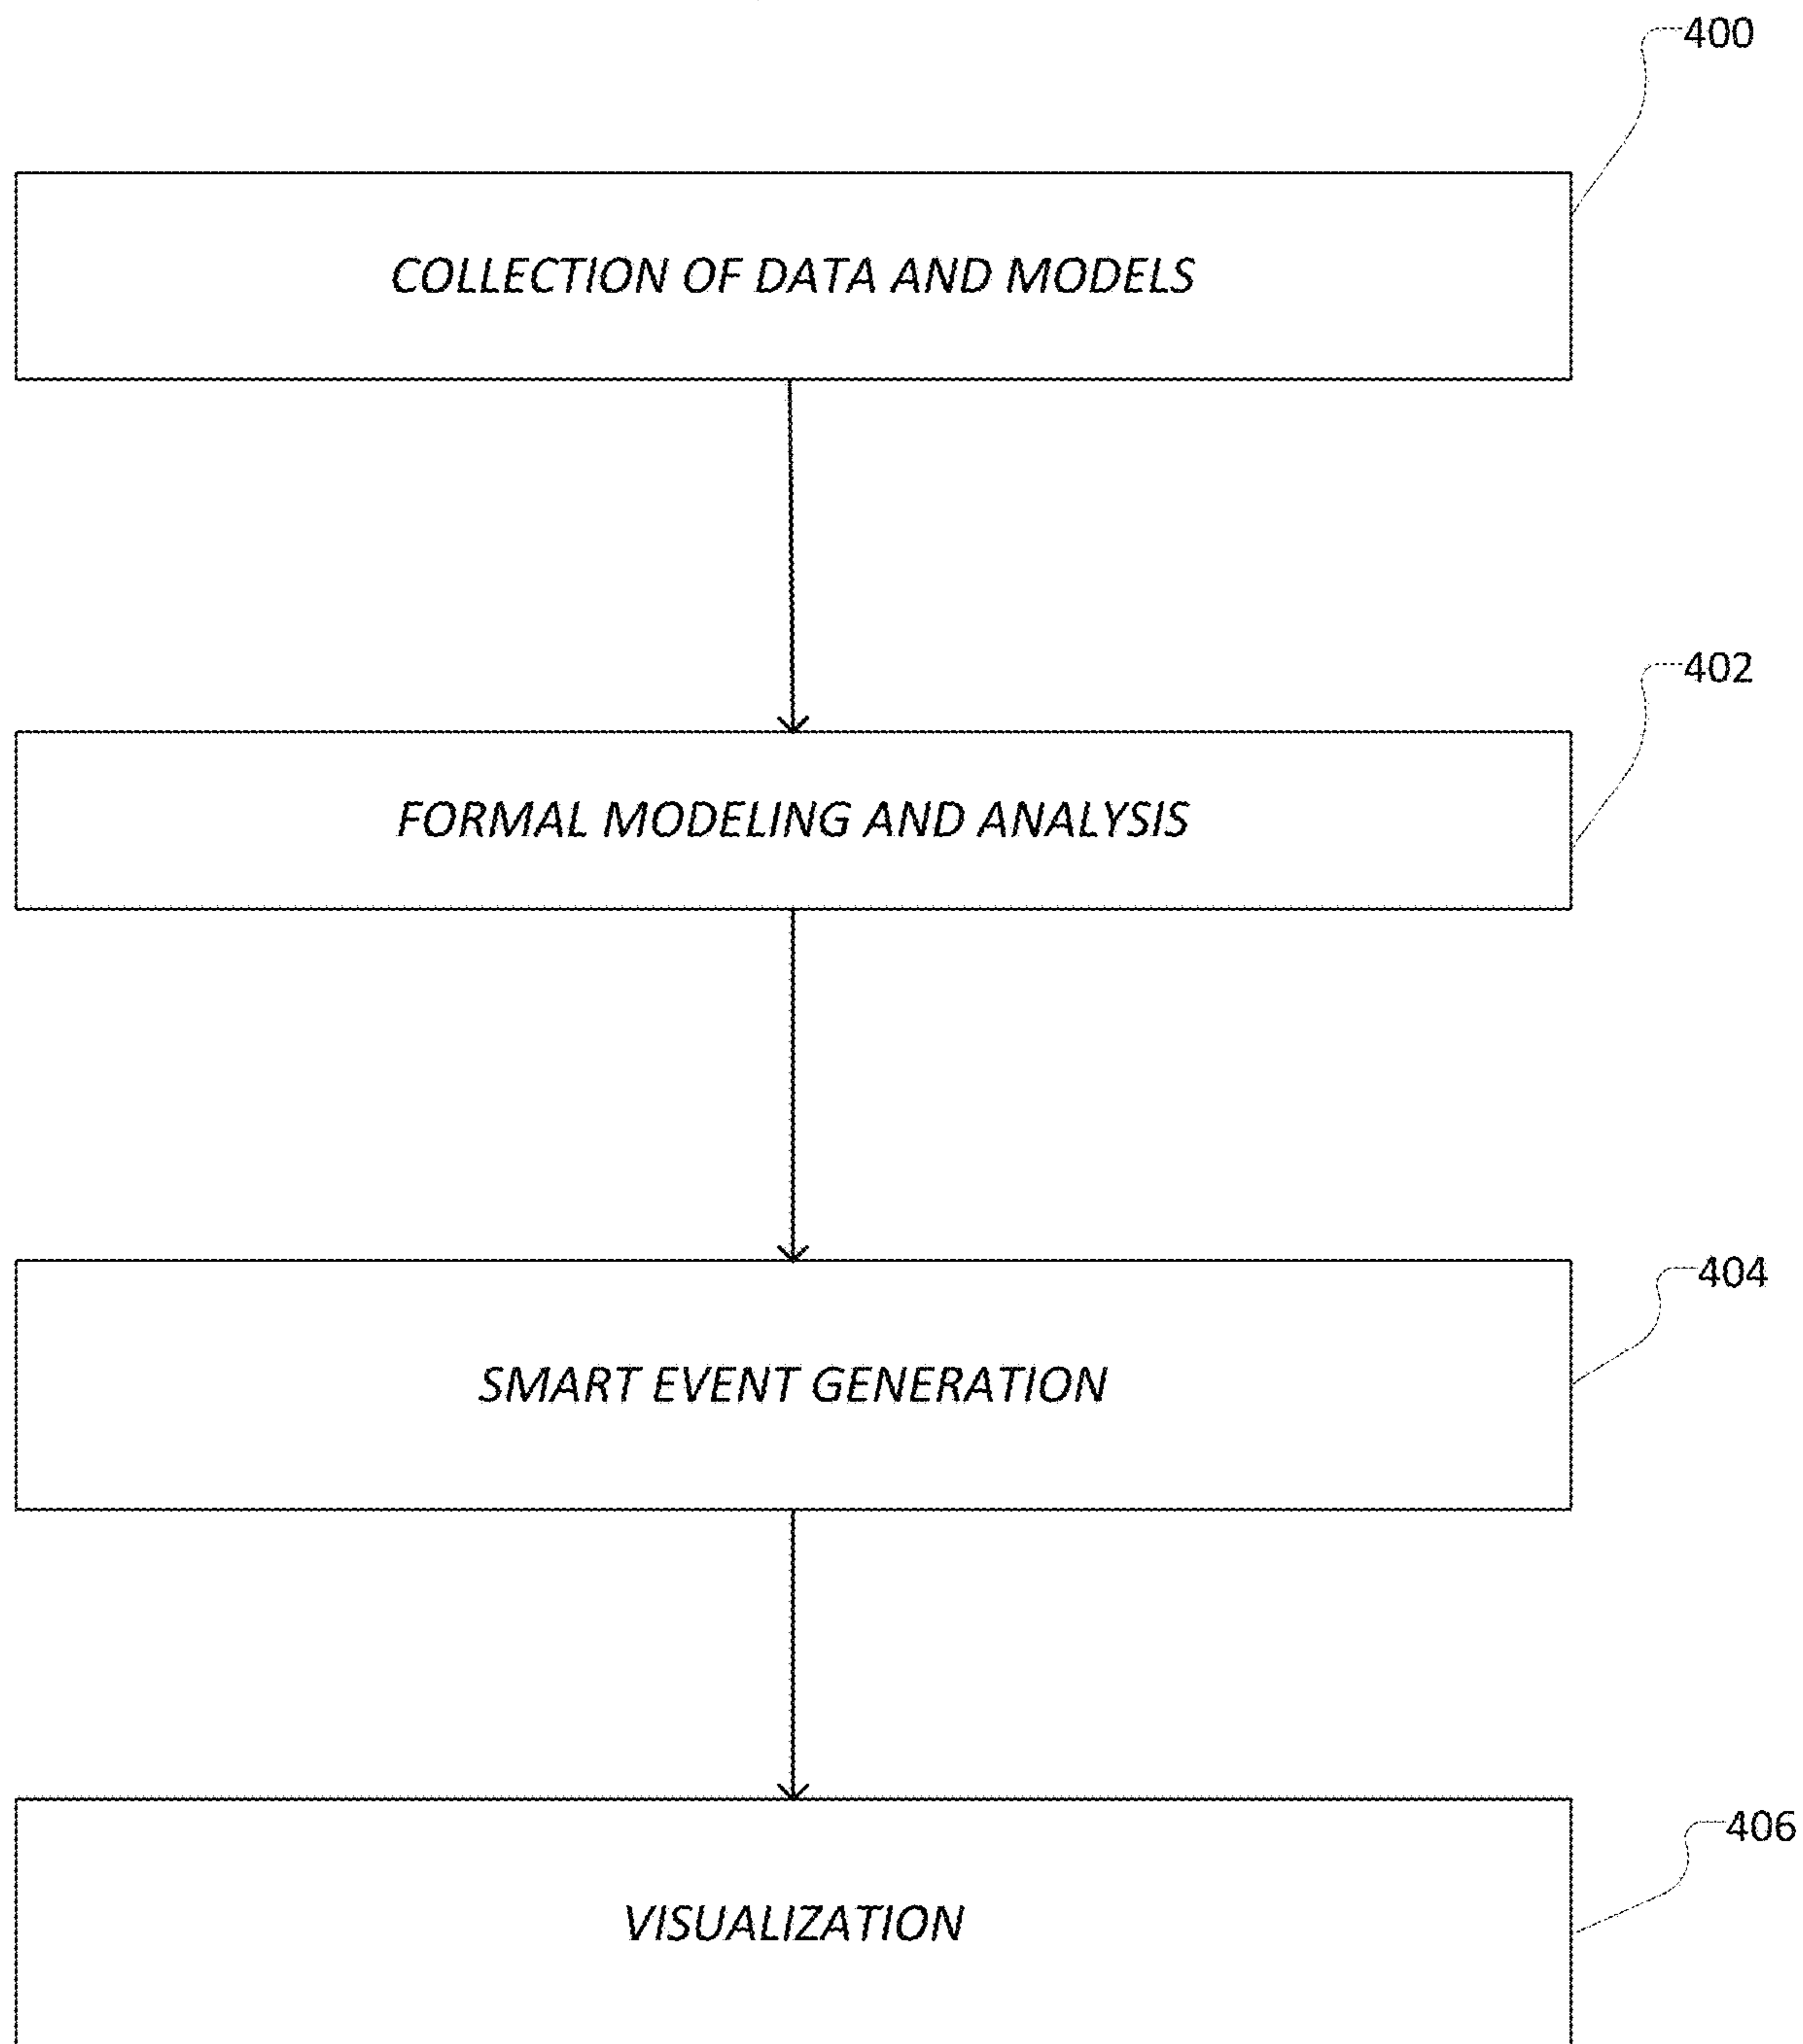 400
COLLECTION OF DATA AND MODELS
402
FORMAL MODELING AND ANALYSIS
404
SMART EVENT GENERATION
406
VISUALIZATION